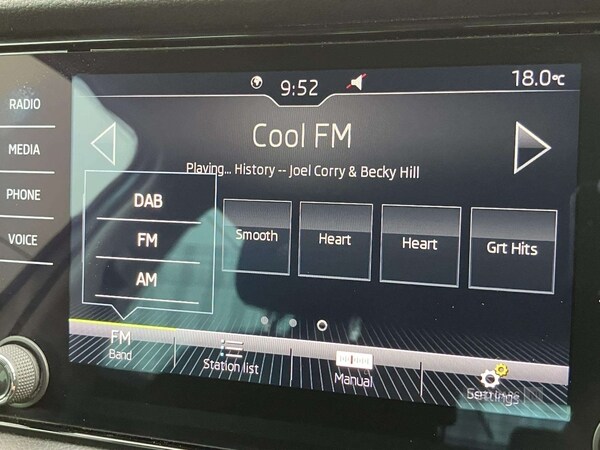 9:52
18.0°C
RADIO
MEDIA
PHONE
VOICE
Cool FM
Playing... History -- Joel Corry & Becky Hill
DAB
FM
AM
Smooth
Heart
Heart
Grt Hits
FM
Band
Station list
Manual
Settings